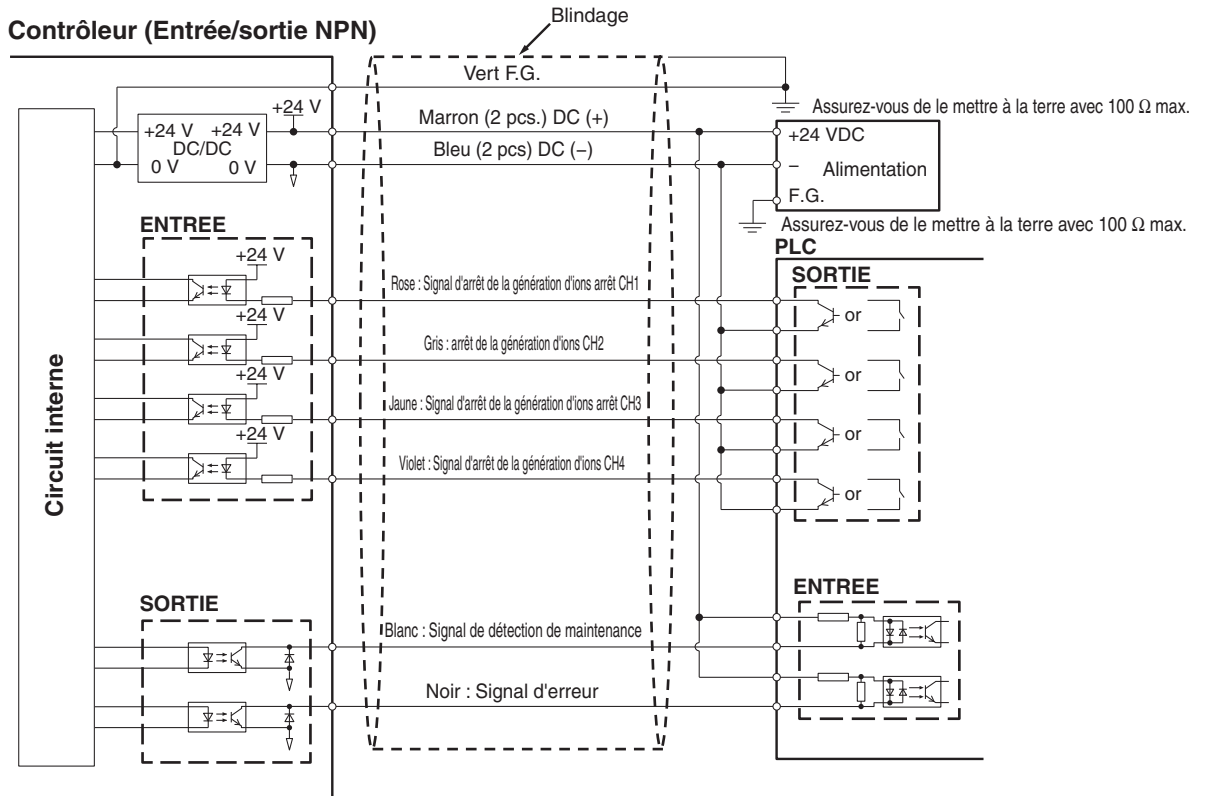 Blindage
Contrôleur (Entrée/sortie NPN)
Vert F.G.
Assurez-vous de le mettre à la terre avec 100 Ω max.
+24 V
Marron (2 pcs.) DC (+)
+24 VDC
+24 V +24 V
DC/DC
0 V 0 V
Bleu (2 pcs) DC (−)
− Alimentation
F.G.
Assurez-vous de le mettre à la terre avec 100 Ω max.
ENTREE
PLC
SORTIE
+24 V
Rose : Signal d'arrêt de la génération d'ions arrêt CH1
or
+24 V
Gris : arrêt de la génération d'ions CH2
or
+24 V
Jaune : Signal d'arrêt de la génération d'ions arrêt CH3
or
+24 V
Violet : Signal d'arrêt de la génération d'ions CH4
or
Circuit interne
ENTREE
SORTIE
Blanc : Signal de détection de maintenance
Noir : Signal d'erreur